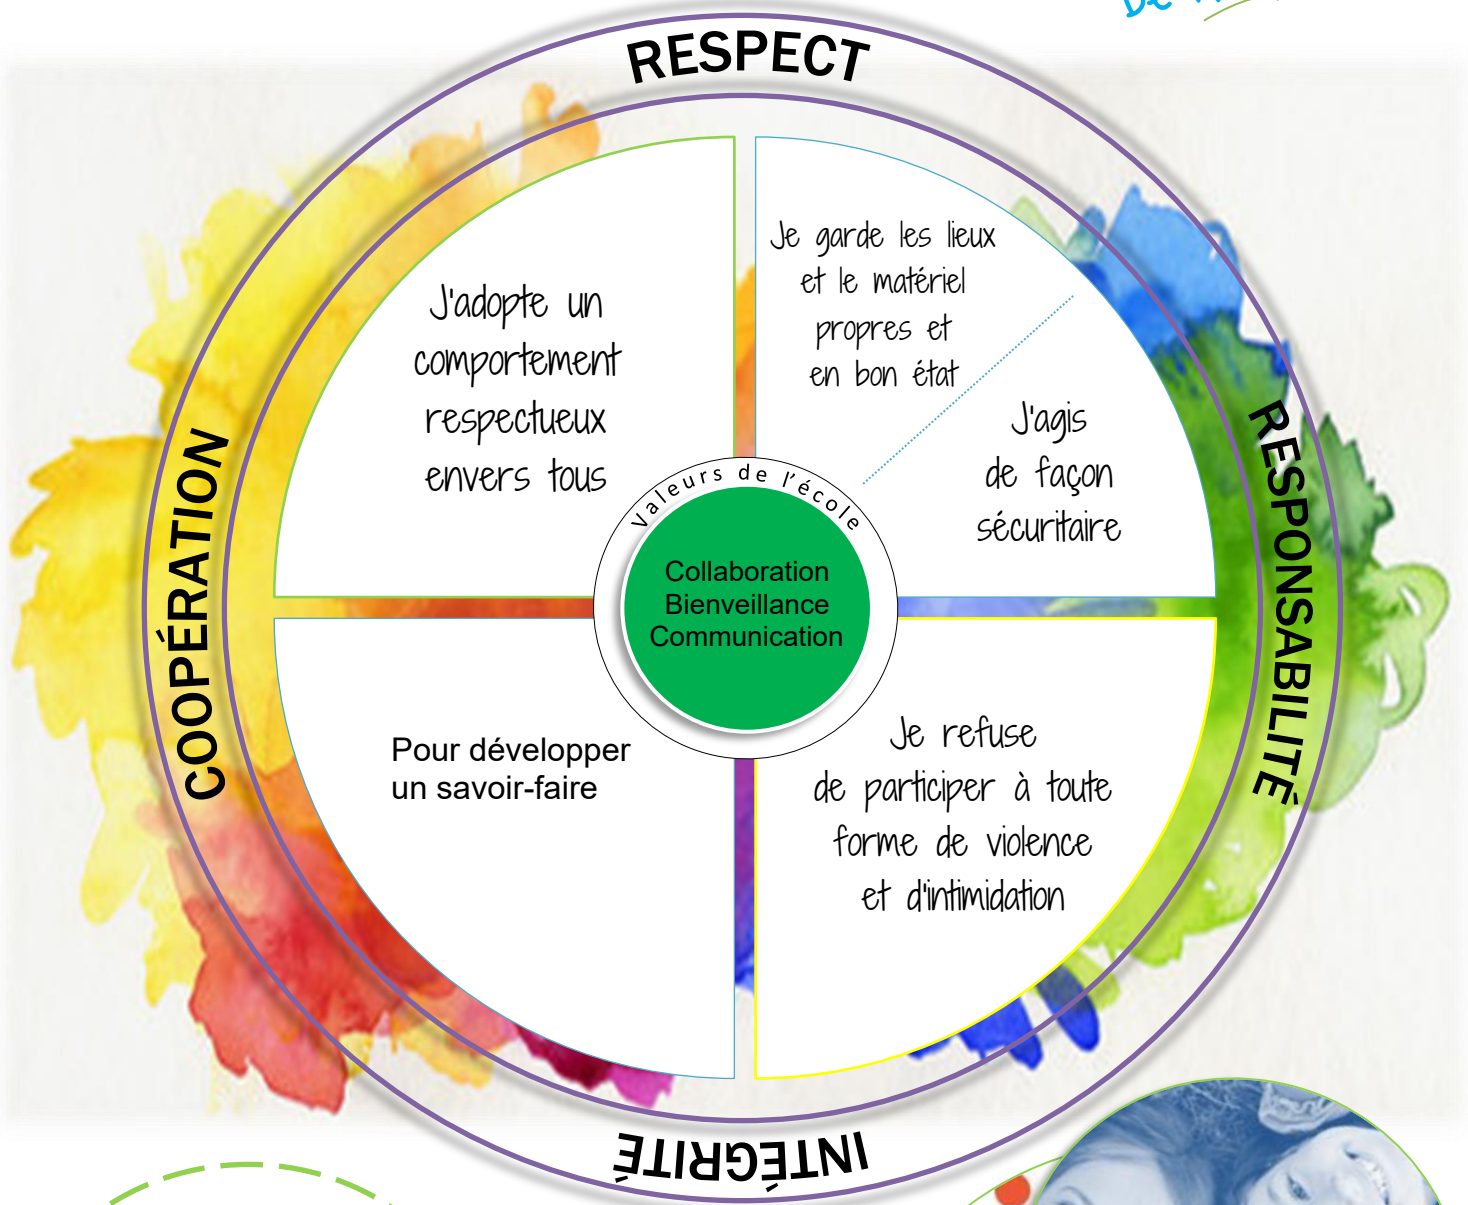 RESPECT
J'adopte un
comportement
respectueux
envers tous
Je garde les lieux
et le matériel
propres et
en bon état
J'agis
de façon
sécuritaire
COOPÉRATION
RESPONSABILITÉ
Valeurs de l'école
Collaboration
Bienveillance
Communication
Pour développer
un savoir-faire
Je refuse
de participer à toute
forme de violence
et d'intimidation
INTÉGRITÉ